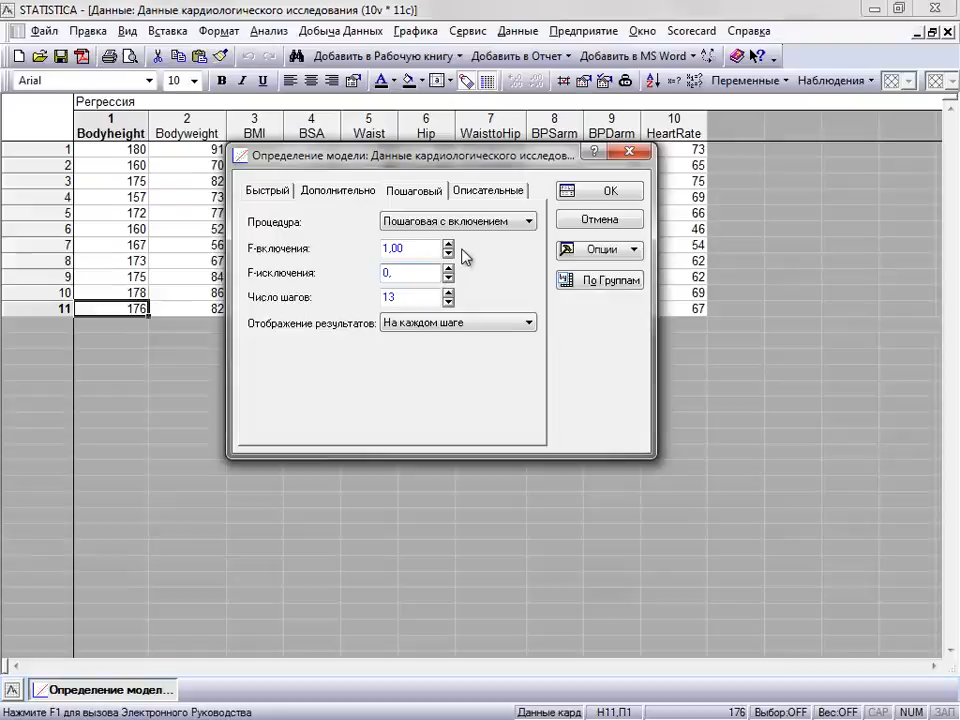 STATISTICA - [Данные: Данные кардиологического исследования (10v * 11c)]
Файл Правка Вид Вставка Формат Анализ Добыча Данных Графика Сервис Данные Предприятие Окно Scorecard Справка
Добавить в Рабочую книгу Добавить в Отчет Добавить в MS Word
Arial 10 B I U Переменные Наблюдения
Регрессия
1 2 3 4 5 6 7 8 9 10
Bodyheight Bodyweight BMI BSA Waist Hip WaisttoHip BPSarm BPDarm HeartRate
1 180 91 73
2 160 70 65
3 175 82 75
4 157 73 69
5 172 77 66
6 160 52 46
7 167 56 54
8 173 67 62
9 175 84 62
10 178 86 69
11 176 82 67
Определение модели: Данные кардиологического исследов...
Быстрый Дополнительно Пошаговый Описательные
Процедура: Пошаговая с включением
F-включения: 1,00
F-исключения: 0,
Число шагов: 13
Отображение результатов: На каждом шаге
OK
Отмена
Опции
По Группам
Определение модел...
Нажмите F1 для вызова Электронного Руководства Данные кард H11,П1 176 Выбор:OFF Вес:OFF CAP NUM ЗАП